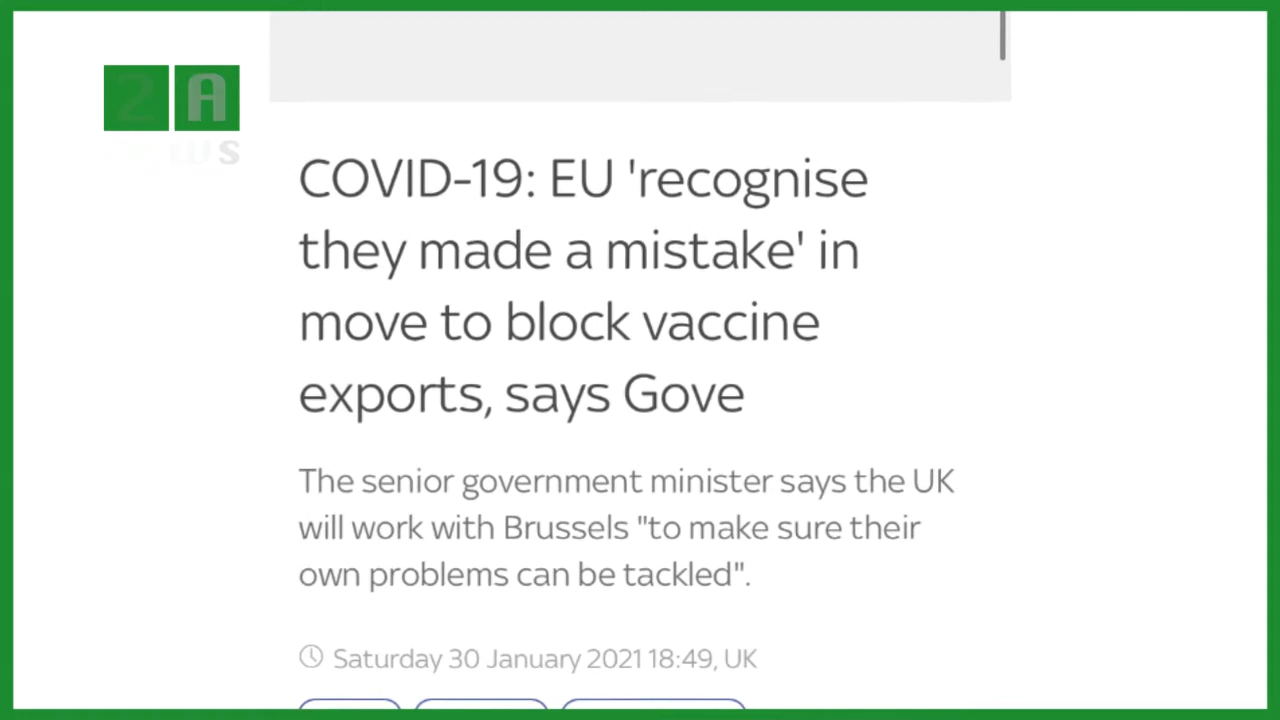 2A
COVID-19: EU 'recognise
they made a mistake' in
move to block vaccine
exports, says Gove
The senior government minister says the UK
will work with Brussels "to make sure their
own problems can be tackled".
Saturday 30 January 2021 18:49, UK